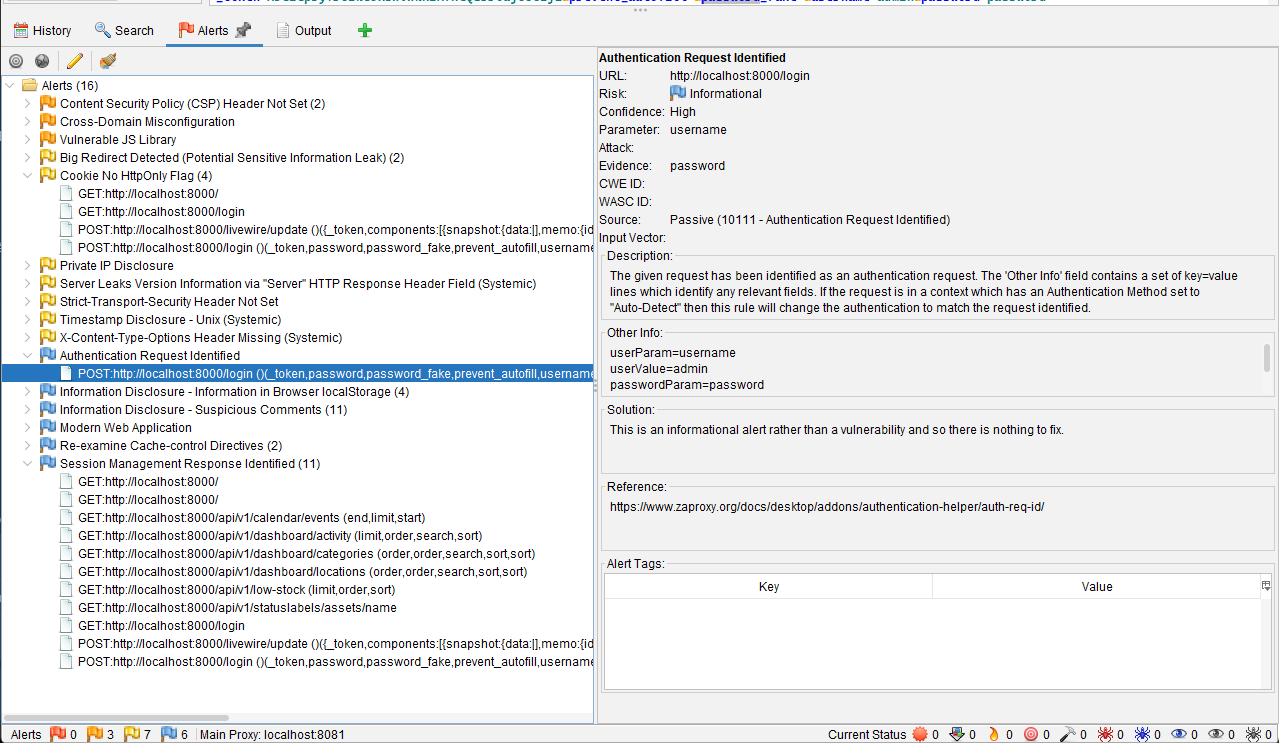 History Search Alerts Output
Alerts (16)
Content Security Policy (CSP) Header Not Set (2)
Cross-Domain Misconfiguration
Vulnerable JS Library
Big Redirect Detected (Potential Sensitive Information Leak) (2)
Cookie No HttpOnly Flag (4)
GET:http://localhost:8000/
GET:http://localhost:8000/login
POST:http://localhost:8000/livewire/update ()({_token,components:[{snapshot:{data:[],memo:{id
POST:http://localhost:8000/login ()(_token,password,password_fake,prevent_autofill,username
Private IP Disclosure
Server Leaks Version Information via "Server" HTTP Response Header Field (Systemic)
Strict-Transport-Security Header Not Set
Timestamp Disclosure - Unix (Systemic)
X-Content-Type-Options Header Missing (Systemic)
Authentication Request Identified
POST:http://localhost:8000/login ()(_token,password,password_fake,prevent_autofill,username
Information Disclosure - Information in Browser localStorage (4)
Information Disclosure - Suspicious Comments (11)
Modern Web Application
Re-examine Cache-control Directives (2)
Session Management Response Identified (11)
GET:http://localhost:8000/
GET:http://localhost:8000/
GET:http://localhost:8000/api/v1/calendar/events (end,limit,start)
GET:http://localhost:8000/api/v1/dashboard/activity (limit,order,search,sort)
GET:http://localhost:8000/api/v1/dashboard/categories (order,order,search,sort,sort)
GET:http://localhost:8000/api/v1/dashboard/locations (order,order,search,sort,sort)
GET:http://localhost:8000/api/v1/low-stock (limit,order,sort)
GET:http://localhost:8000/api/v1/statuslabels/assets/name
GET:http://localhost:8000/login
POST:http://localhost:8000/livewire/update ()({_token,components:[{snapshot:{data:[],memo:{id
POST:http://localhost:8000/login ()(_token,password,password_fake,prevent_autofill,username
Authentication Request Identified
URL: http://localhost:8000/login
Risk: Informational
Confidence: High
Parameter: username
Attack:
Evidence: password
CWE ID:
WASC ID:
Source: Passive (10111 - Authentication Request Identified)
Input Vector:
Description:
The given request has been identified as an authentication request. The 'Other Info' field contains a set of key=value
lines which identify any relevant fields. If the request is in a context which has an Authentication Method set to
"Auto-Detect" then this rule will change the authentication to match the request identified.
Other Info:
userParam=username
userValue=admin
passwordParam=password
Solution:
This is an informational alert rather than a vulnerability and so there is nothing to fix.
Reference:
https://www.zaproxy.org/docs/desktop/addons/authentication-helper/auth-req-id/
Alert Tags:
Key Value
Alerts 0 3 7 6 Main Proxy: localhost:8081 Current Status 0 0 0 0 0 0 0 0 0 0